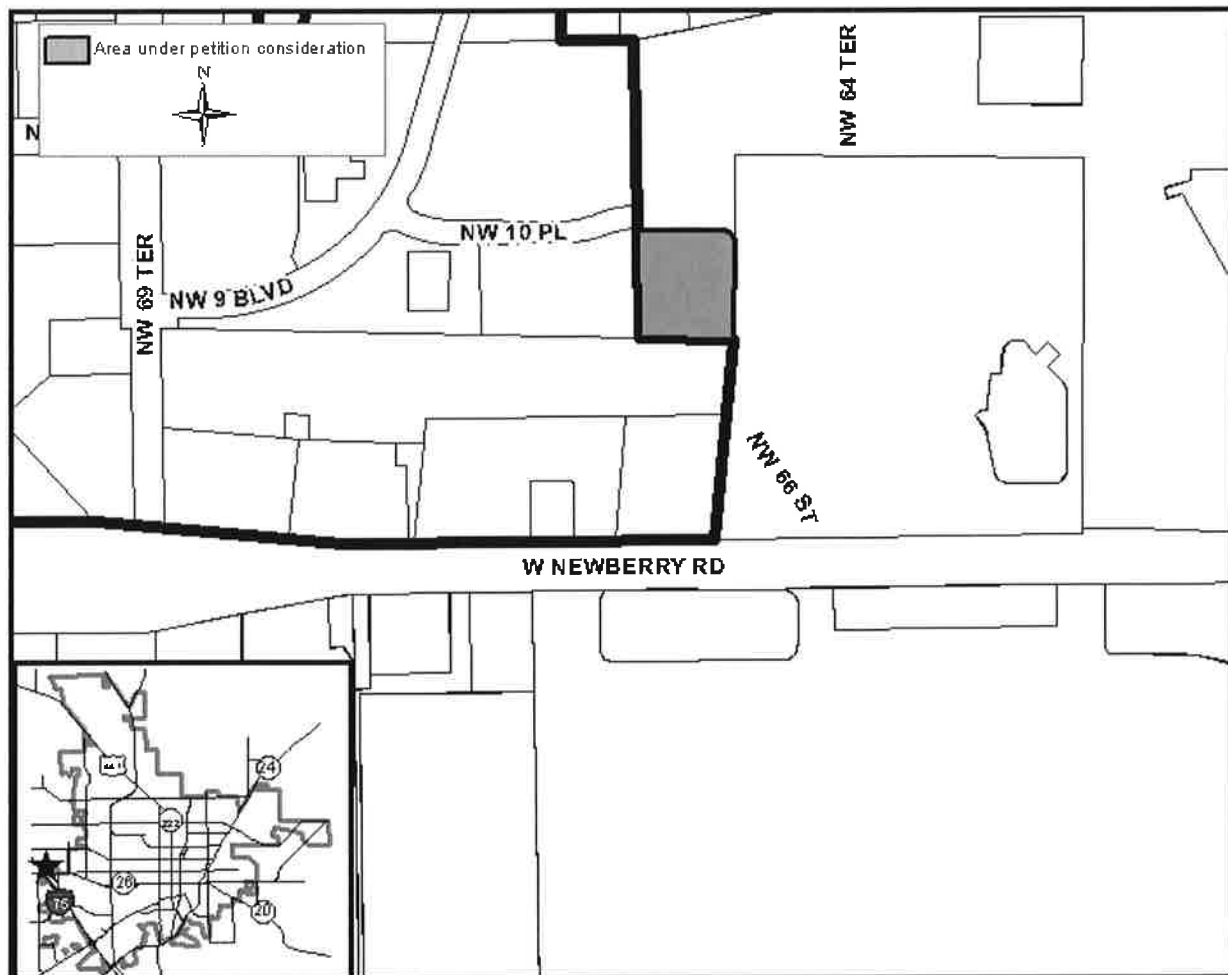 Area under petition consideration
N
NW 64 TER
N
NW 10 PL
NW 69 TER
NW 9 BLVD
NW 66 ST
W NEWBERRY RD
441
24
222
26
75
20